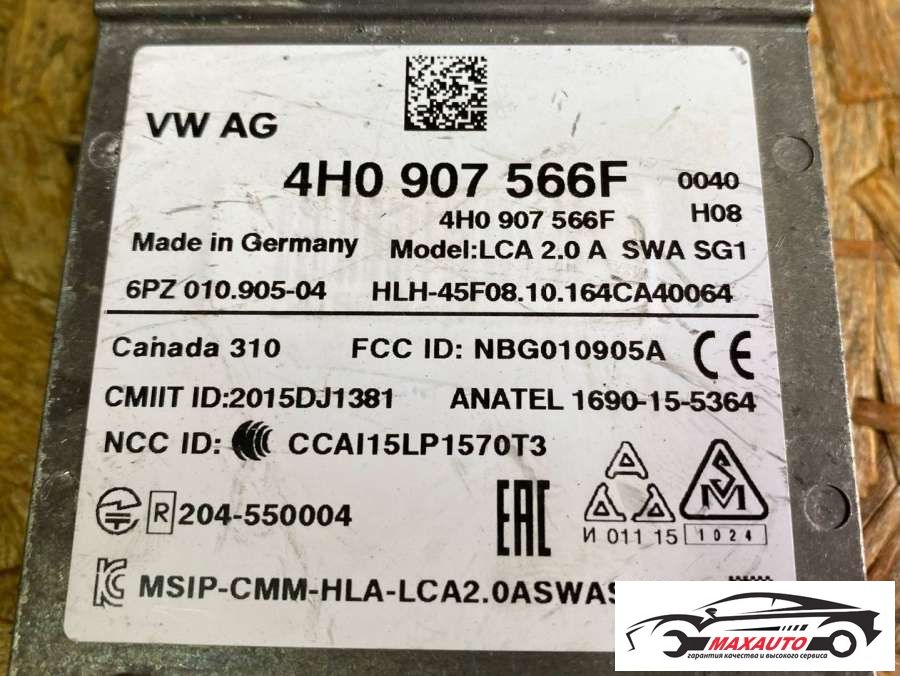 VW AG
4H0 907 566F 0040
4H0 907 566F H08
Made in Germany Model:LCA 2.0 A SWA SG1
6PZ 010.905-04 HLH-45F08.10.164CA40064
Canada 310 FCC ID: NBG010905A CE
CMIIT ID:2015DJ1381 ANATEL 1690-15-5364
NCC ID: CCAI15LP1570T3
R 204-550004 EAC И 011 15 1024
MSIP-CMM-HLA-LCA2.0ASWAS
MAXAUTO
гарантия качества и высокого сервиса